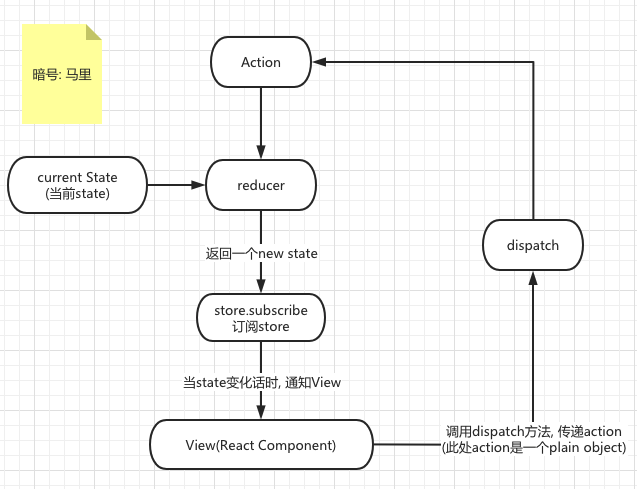 暗号: 马里
Action
current State
(当前state)
reducer
返回一个new state
dispatch
store.subscribe
订阅store
当state变化话时, 通知View
View(React Component)
调用dispatch方法, 传递action
(此处action是一个plain object)